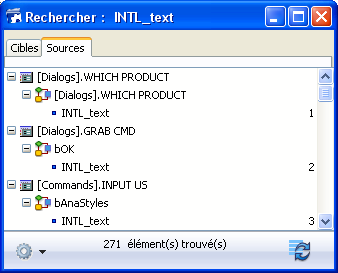 Rechercher : INTL_text
Cibles Sources
[Dialogs].WHICH PRODUCT
[Dialogs].WHICH PRODUCT
INTL_text 1
[Dialogs].GRAB CMD
bOK
INTL_text 2
[Commands].INPUT US
bAnaStyles
INTL_text 3
271 élément(s) trouvé(s)